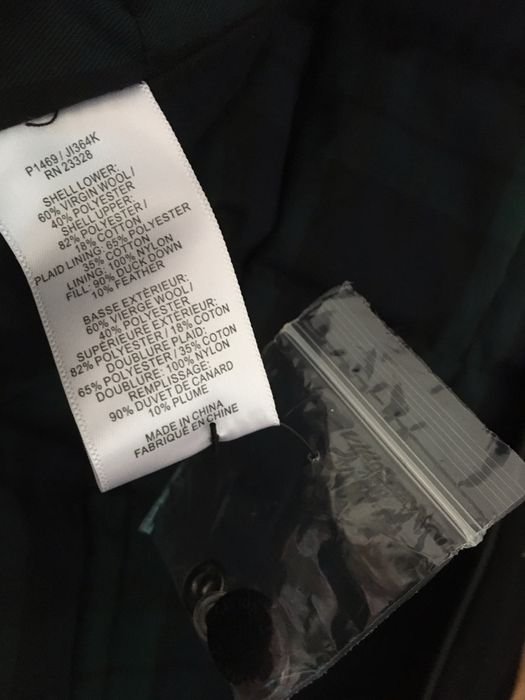 P1469 / JI364K
RN 23328
SHELL LOWER:
60% VIRGIN WOOL /
40% POLYESTER
SHELL UPPER:
82% POLYESTER /
18% COTTON
PLAID LINING: 65% POLYESTER
35% COTTON
LINING: 100% NYLON
FILL: 90% DUCK DOWN
10% FEATHER
BASSE EXTÈRIEUR:
60% VIERGE WOOL /
40% POLYESTER
SUPÈRIEURE EXTÈRIEUR:
82% POLYESTER, 18% COTON
DOUBLURE PLAID:
65% POLYESTER / 35% COTON
DOUBLURE: 100% NYLON
REMPLISSAGE:
90% DUVET DE CANARD
10% PLUME
MADE IN CHINA
FABRIQUÉ EN CHINE